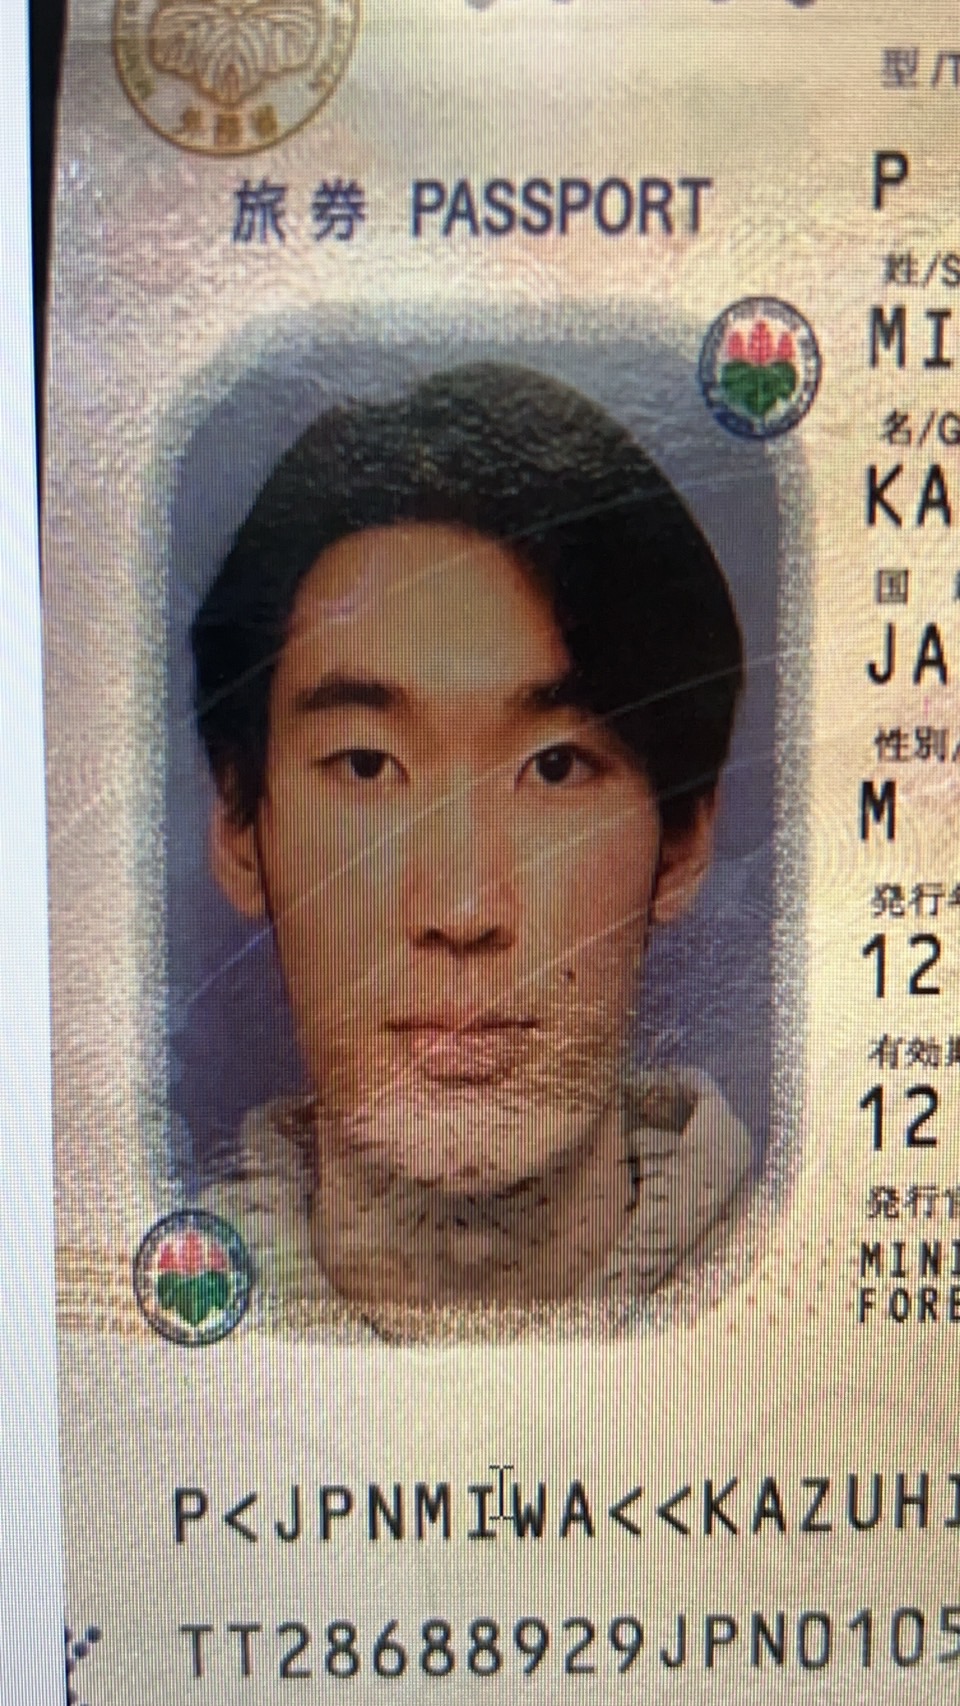 外務省
旅券 PASSPORT
型/T
P
姓/S
MI
名/G
KA
国
JA
性別/
M
発行年
12
有効期
12
発行官
MINI
FORE
P<JPNMIWA<<KAZUHI
TT28688929JPN0105